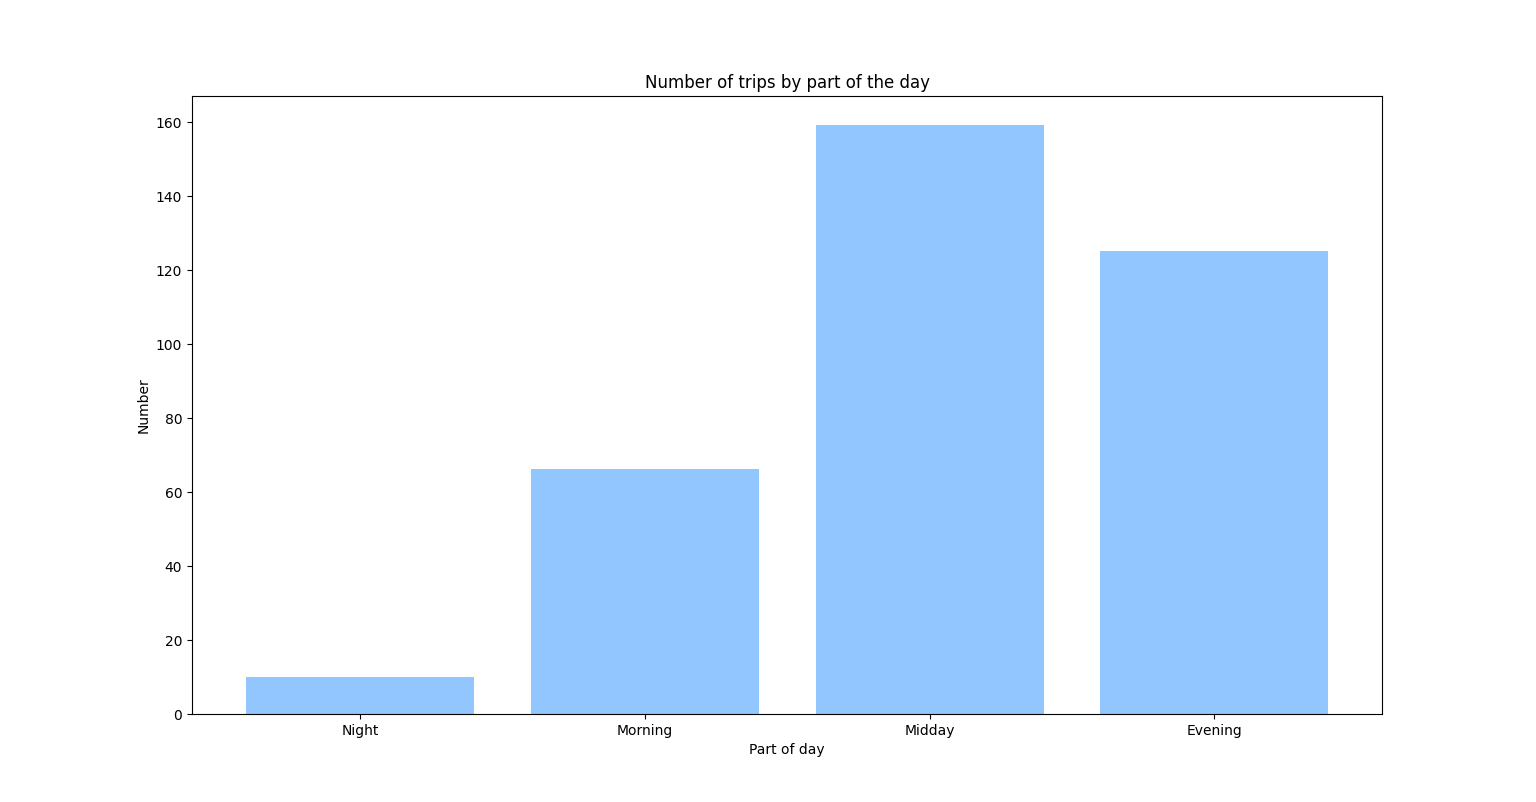 Number of trips by part of the day
160
140
120
100
80
60
40
20
0
Number
Night Morning Midday Evening
Part of day